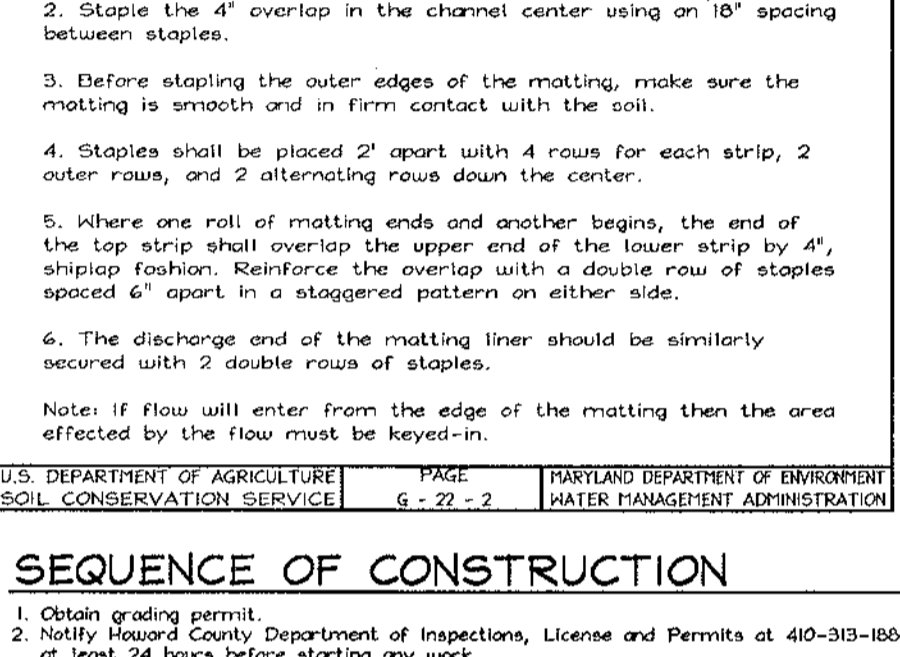 2. Staple the 4" overlap in the channel center using an 18" spacing
between staples.
3. Before stapling the outer edges of the matting, make sure the
matting is smooth and in firm contact with the soil.
4. Staples shall be placed 2' apart with 4 rows for each strip, 2
outer rows, and 2 alternating rows down the center.
5. Where one roll of matting ends and another begins, the end of
the top strip shall overlap the upper end of the lower strip by 4",
shiplap fashion. Reinforce the overlap with a double row of staples
spaced 6" apart in a staggered pattern on either side.
6. The discharge end of the matting liner should be similarly
secured with 2 double rows of staples.
Note: If flow will enter from the edge of the matting then the area
effected by the flow must be keyed-in.
U.S. DEPARTMENT OF AGRICULTURE
SOIL CONSERVATION SERVICE
PAGE
G - 22 - 2
MARYLAND DEPARTMENT OF ENVIRONMENT
WATER MANAGEMENT ADMINISTRATION
SEQUENCE OF CONSTRUCTION
1. Obtain grading permit.
2. Notify Howard County Department of Inspections, License and Permits at 410-313-188
at least 24 hours before starting any work